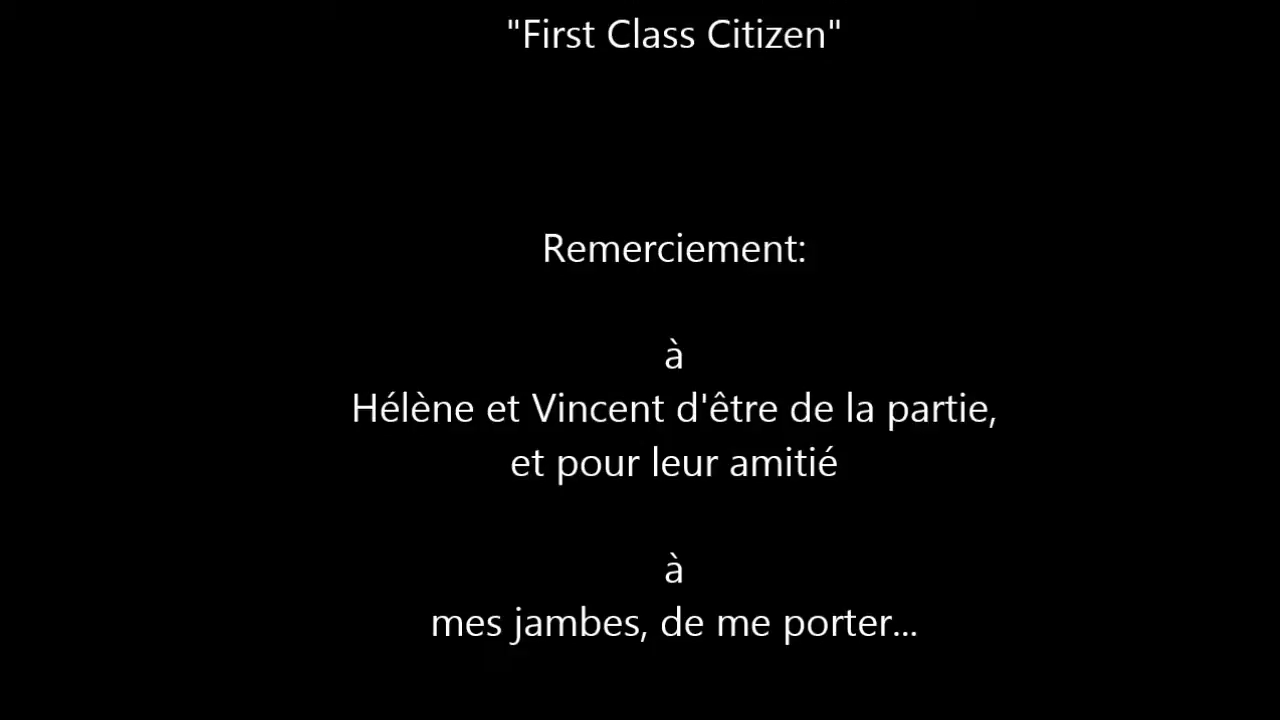 "First Class Citizen"
Remerciement:
à
Hélène et Vincent d'être de la partie,
et pour leur amitié
à
mes jambes, de me porter...